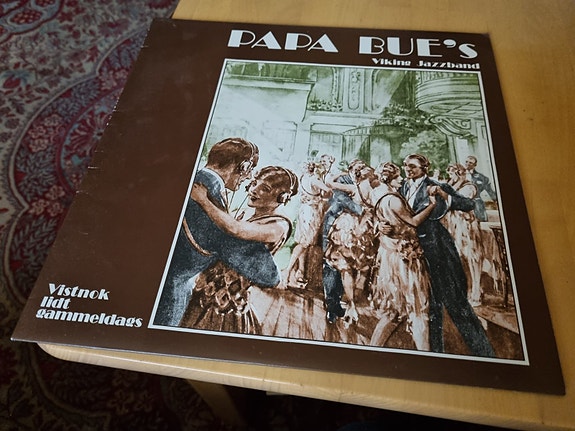 PAPA BUE's
Viking Jazzband
Vistnok
lidt
gammeldags